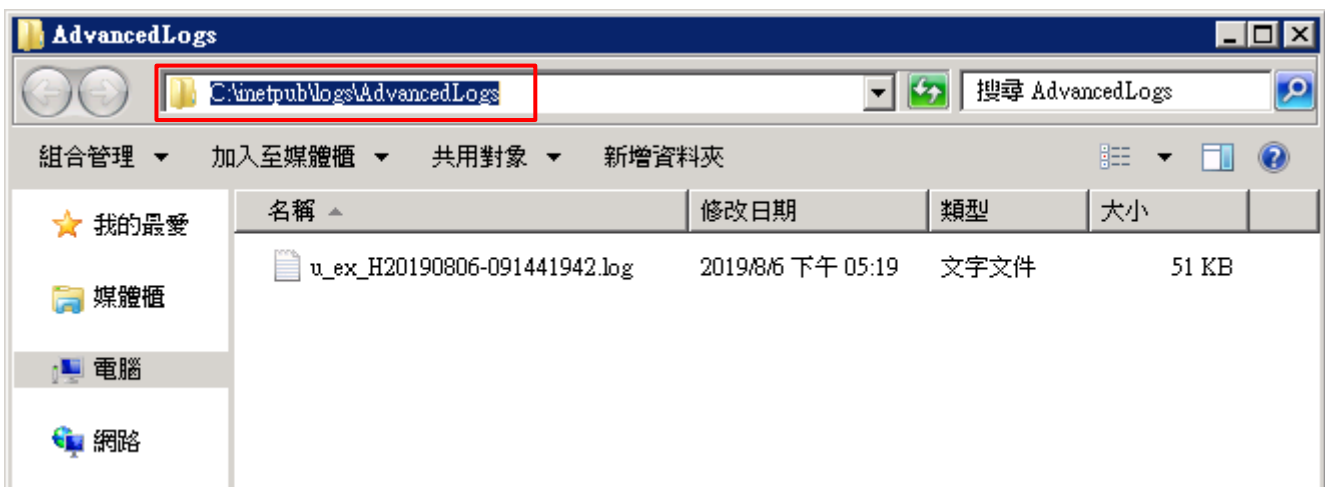 AdvancedLogs
C:\inetpub\logs\AdvancedLogs
搜尋 AdvancedLogs
組合管理 加入至媒體櫃 共用對象 新增資料夾
我的最愛
媒體櫃
電腦
網路
名稱 修改日期 類型 大小
u_ex_H20190806-091441942.log 2019/8/6 下午 05:19 文字文件 51 KB